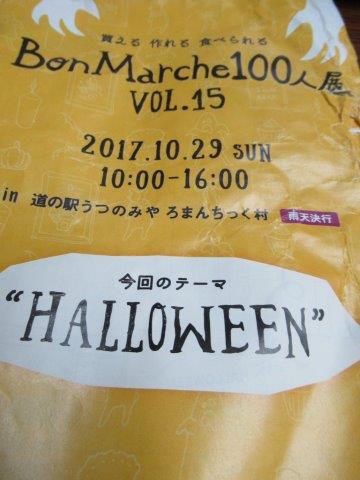 買える 作れる 食べられる
BonMarche100人展
VOL.15
2017.10.29 SUN
10:00-16:00
in 道の駅うつのみや ろまんちっく村 雨天決行
今回のテーマ
“HALLOWEEN”